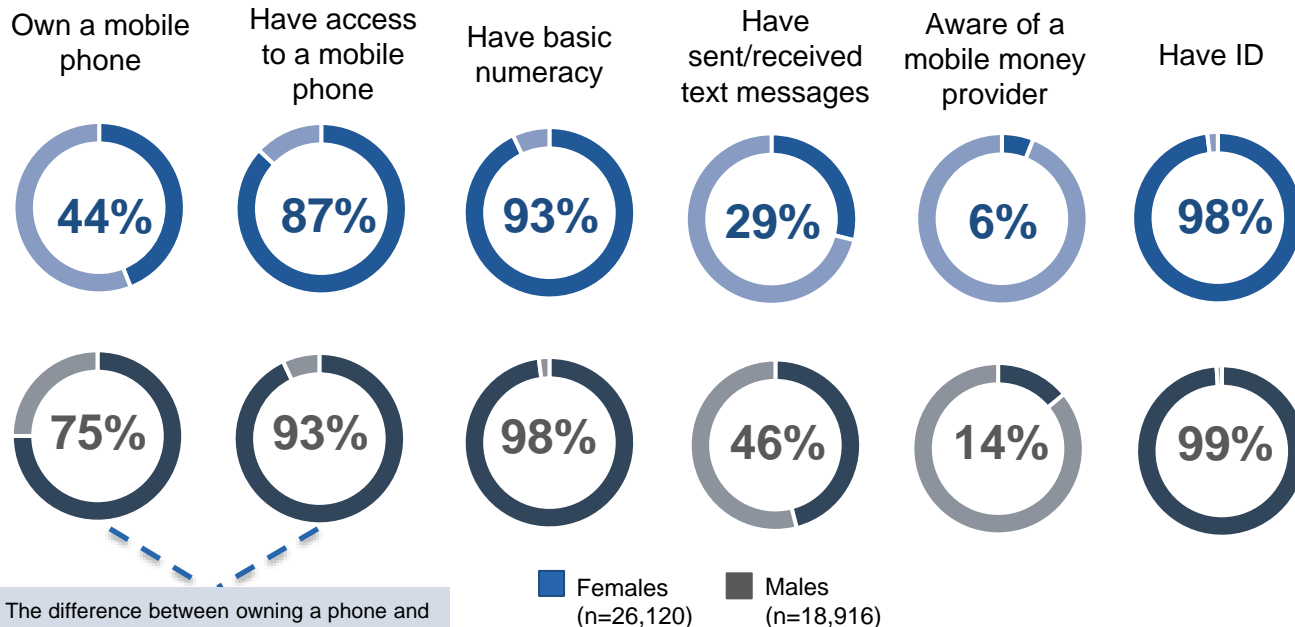 Own a mobile
phone
Have access
to a mobile
phone
Have basic
numeracy
Have
sent/received
text messages
Aware of a
mobile money
provider
Have ID
44%
87%
93%
29%
6%
98%
75%
93%
98%
46%
14%
99%
The difference between owning a phone and
Females
(n=26,120)
Males
(n=18,916)